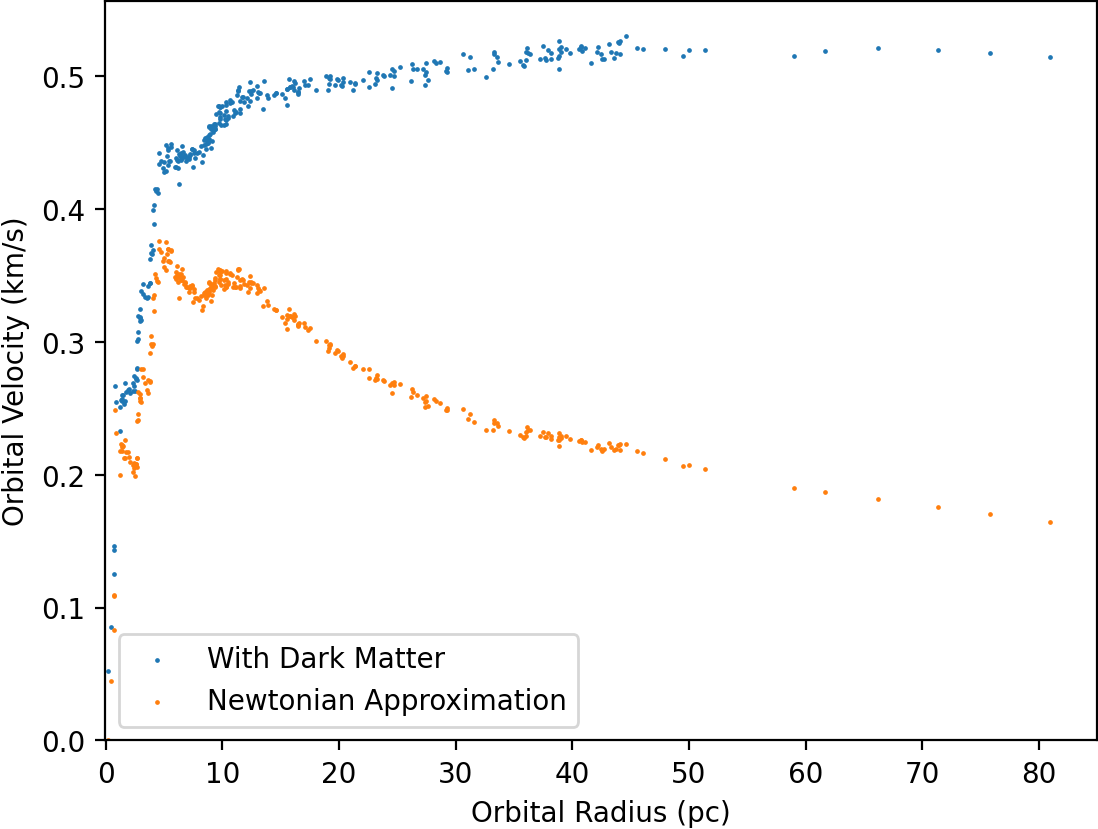 0.5
0.4
0.3
0.2
0.1
0.0
Orbital Velocity (km/s)
With Dark Matter
Newtonian Approximation
0 10 20 30 40 50 60 70 80
Orbital Radius (pc)